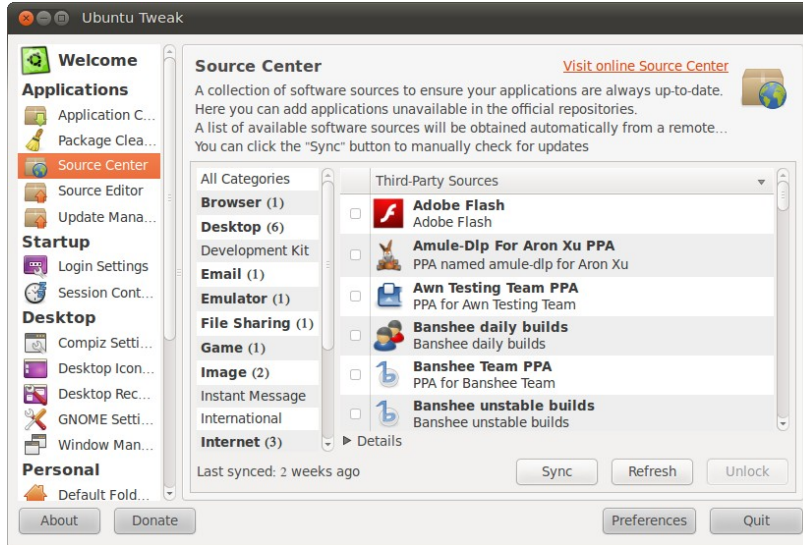 Ubuntu Tweak
Welcome
Applications
Application C...
Package Clea...
Source Center
Source Editor
Update Mana...
Startup
Login Settings
Session Cont...
Desktop
Compiz Setti...
Desktop Icon...
Desktop Rec...
GNOME Setti...
Window Man...
Personal
Default Fold...
Source Center
Visit online Source Center
A collection of software sources to ensure your applications are always up-to-date.
Here you can add applications unavailable in the official repositories.
A list of available software sources will be obtained automatically from a remote...
You can click the "Sync" button to manually check for updates
All Categories
Browser (1)
Desktop (6)
Development Kit
Email (1)
Emulator (1)
File Sharing (1)
Game (1)
Image (2)
Instant Message
International
Internet (3)
Third-Party Sources
Adobe Flash
Adobe Flash
Amule-Dlp For Aron Xu PPA
PPA named amule-dlp for Aron Xu
Awn Testing Team PPA
PPA for Awn Testing Team
Banshee daily builds
Banshee daily builds
Banshee Team PPA
PPA for Banshee Team
Banshee unstable builds
Banshee unstable builds
Details
Last synced: 2 weeks ago
Sync
Refresh
Unlock
About
Donate
Preferences
Quit